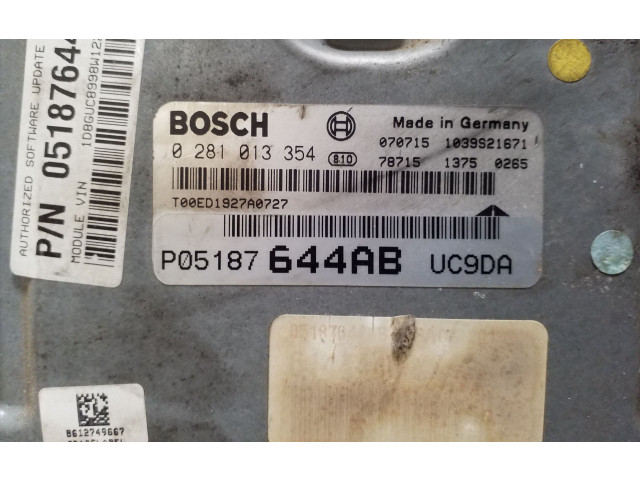 AUTHORIZED SOFTWARE UPDATE
P/N 05187644
MODULE VIN
BOSCH
Made in Germany
0 281 013 354
B10
070715 1039S21671
78715 1375 0265
T00ED1927A0727
P05187 644AB UC9DA
8612749667